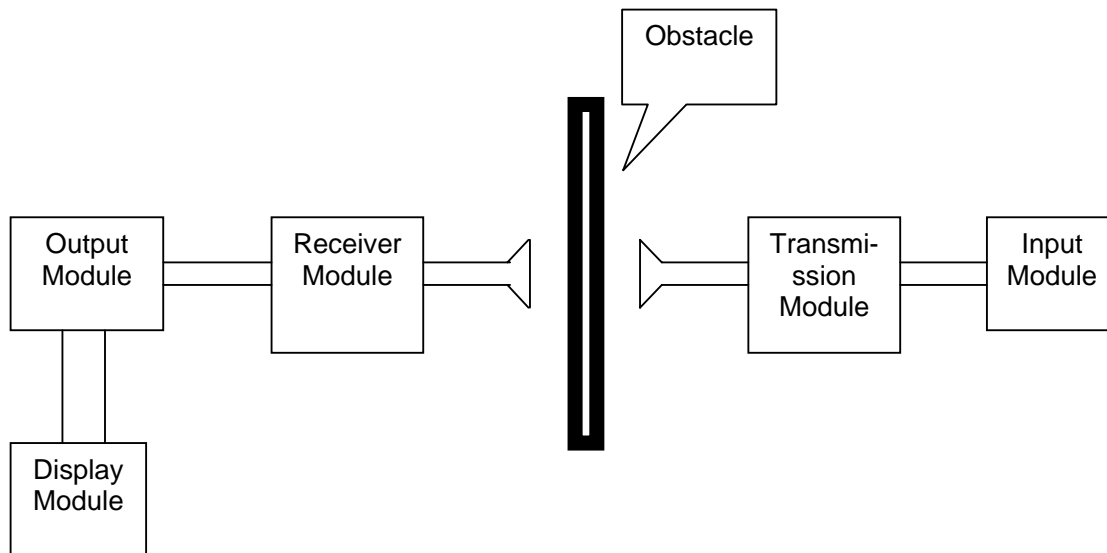 Obstacle
Output
Module
Receiver
Module
Transmi-
ssion
Module
Input
Module
Display
Module